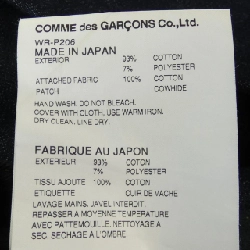 COMME des GARÇONS Co.,Ltd.
WR-P206
MADE IN JAPAN
EXTERIOR 93% COTTON
7% POLYESTER
ATTACHED FABRIC 100% COTTON
PATCH COWHIDE
HAND WASH. DO NOT BLEACH.
COVER WITH CLOTH, USE WARM IRON.
DRY CLEAN. LINE DRY.
FABRIQUE AU JAPON
EXTERIEUR 93% COTON
7% POLYESTER
TISSU AJOUTE 100% COTON
ETIQUETTE CUIR DE VACHE
LAVAGE MAINS. JAVEL INTERDIT.
REPASSER A MOYENNE TEMPERATURE
AVEC PATTEMOUILLE. NETTOYAGE A
SEC. SECHAGE A L'OMBRE